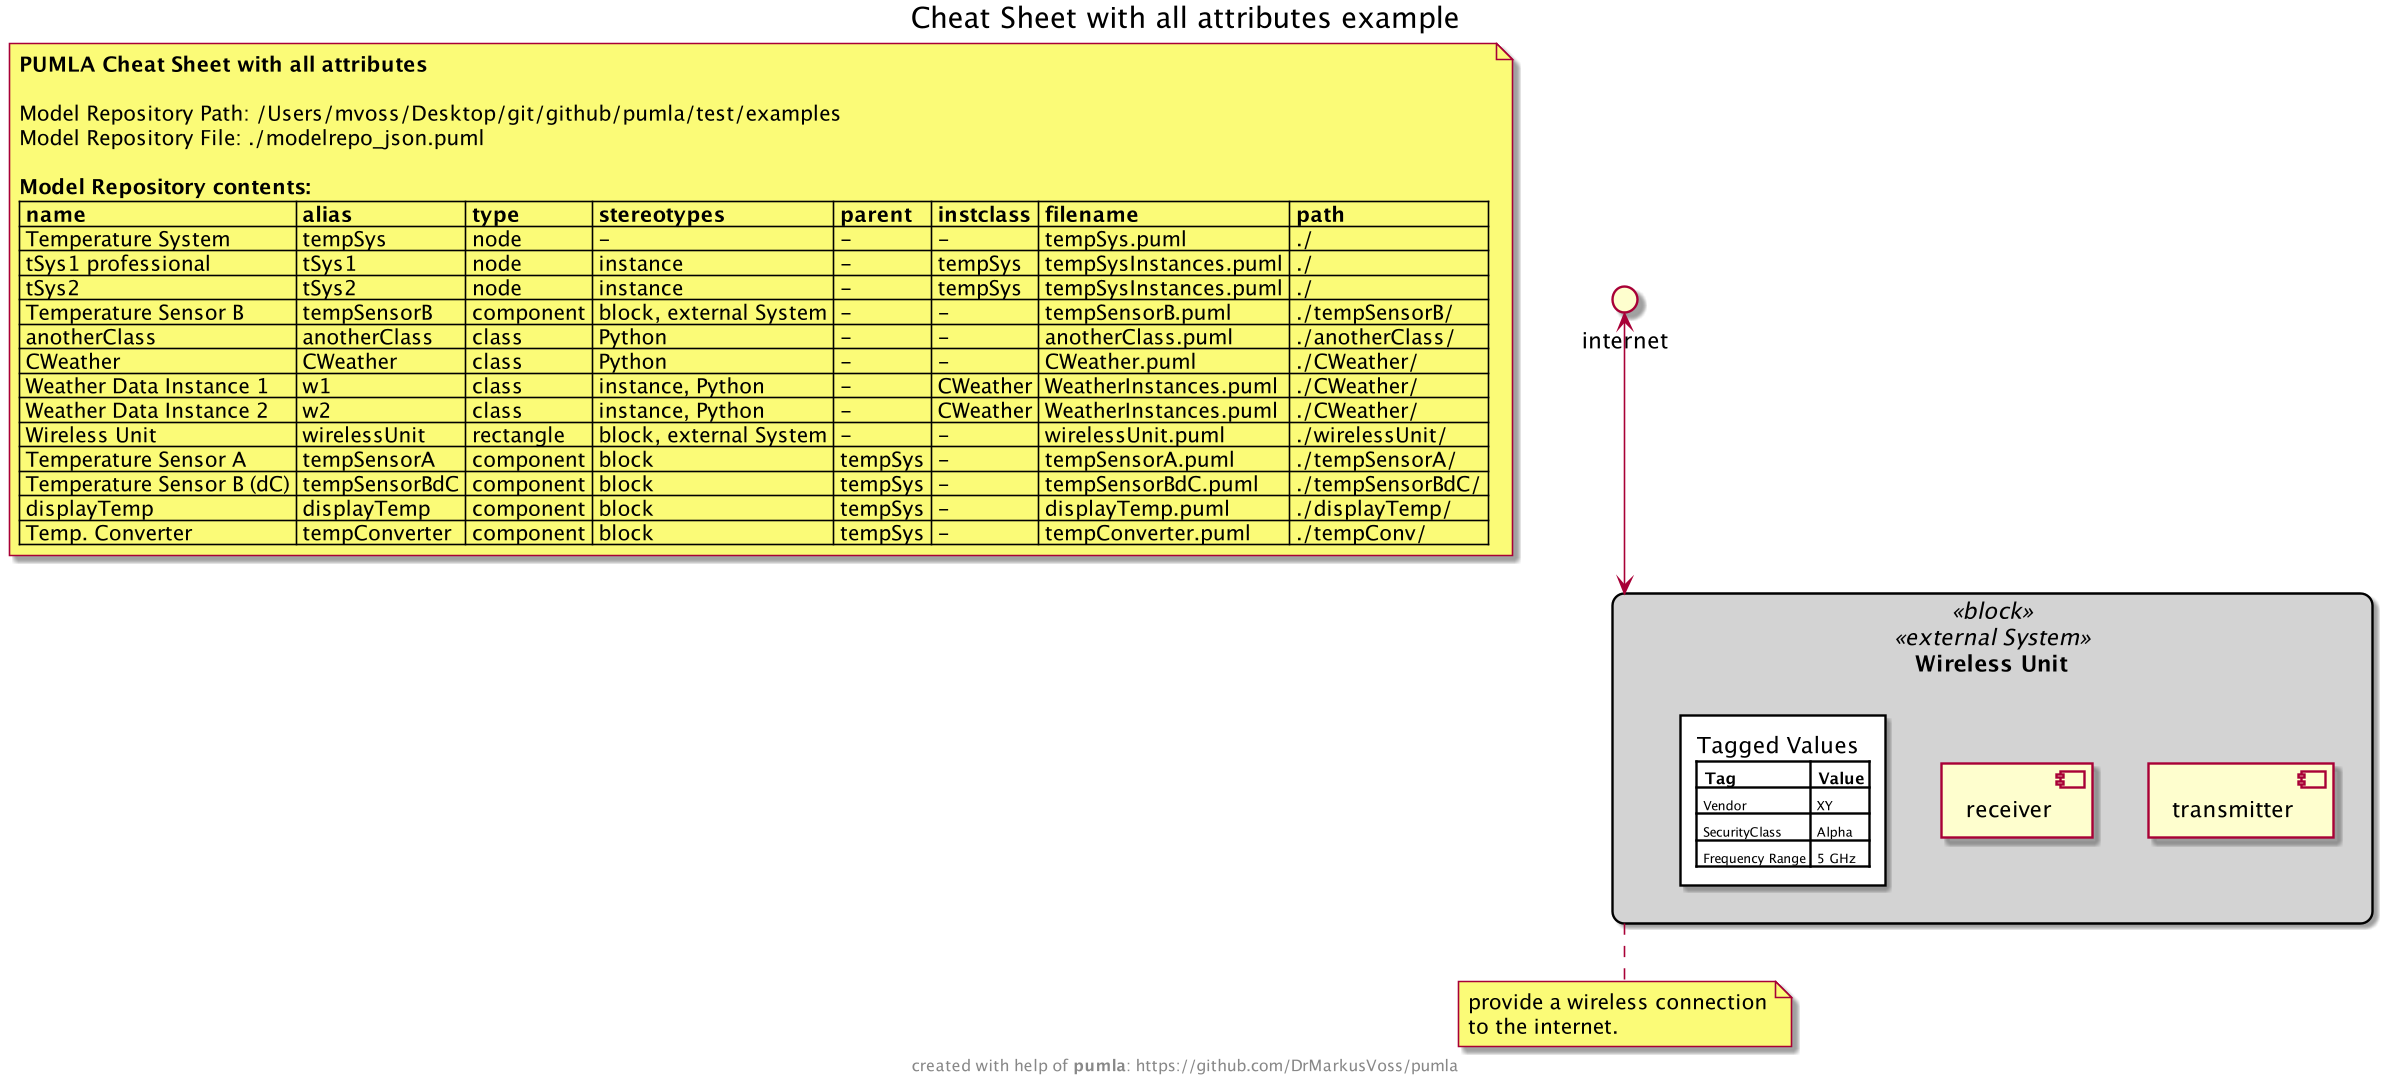 Cheat Sheet with all attributes example
PUMLA Cheat Sheet with all attributes
Model Repository Path: /Users/mvoss/Desktop/git/github/pumla/test/examples
Model Repository File: ./modelrepo_json.puml
Model Repository contents:
name alias type stereotypes parent instclass filename path
Temperature System tempSys node - - - tempSys.puml ./
tSys1 professional tSys1 node instance - tempSys tempSysInstances.puml ./
tSys2 tSys2 node instance - tempSys tempSysInstances.puml ./
Temperature Sensor B tempSensorB component block, external System - - tempSensorB.puml ./tempSensorB/
anotherClass anotherClass class Python - - anotherClass.puml ./anotherClass/
CWeather CWeather class Python - - CWeather.puml ./CWeather/
Weather Data Instance 1 w1 class instance, Python - CWeather WeatherInstances.puml ./CWeather/
Weather Data Instance 2 w2 class instance, Python - CWeather WeatherInstances.puml ./CWeather/
Wireless Unit wirelessUnit rectangle block, external System - - wirelessUnit.puml ./wirelessUnit/
Temperature Sensor A tempSensorA component block tempSys - tempSensorA.puml ./tempSensorA/
Temperature Sensor B (dC) tempSensorBdC component block tempSys - tempSensorBdC.puml ./tempSensorBdC/
displayTemp displayTemp component block tempSys - displayTemp.puml ./displayTemp/
Temp. Converter tempConverter component block tempSys - tempConverter.puml ./tempConv/
internet
«block»
«external System»
Wireless Unit
Tagged Values
Tag Value
Vendor XY
SecurityClass Alpha
Frequency Range 5 GHz
receiver
transmitter
provide a wireless connection
to the internet.
created with help of pumla: https://github.com/DrMarkusVoss/pumla